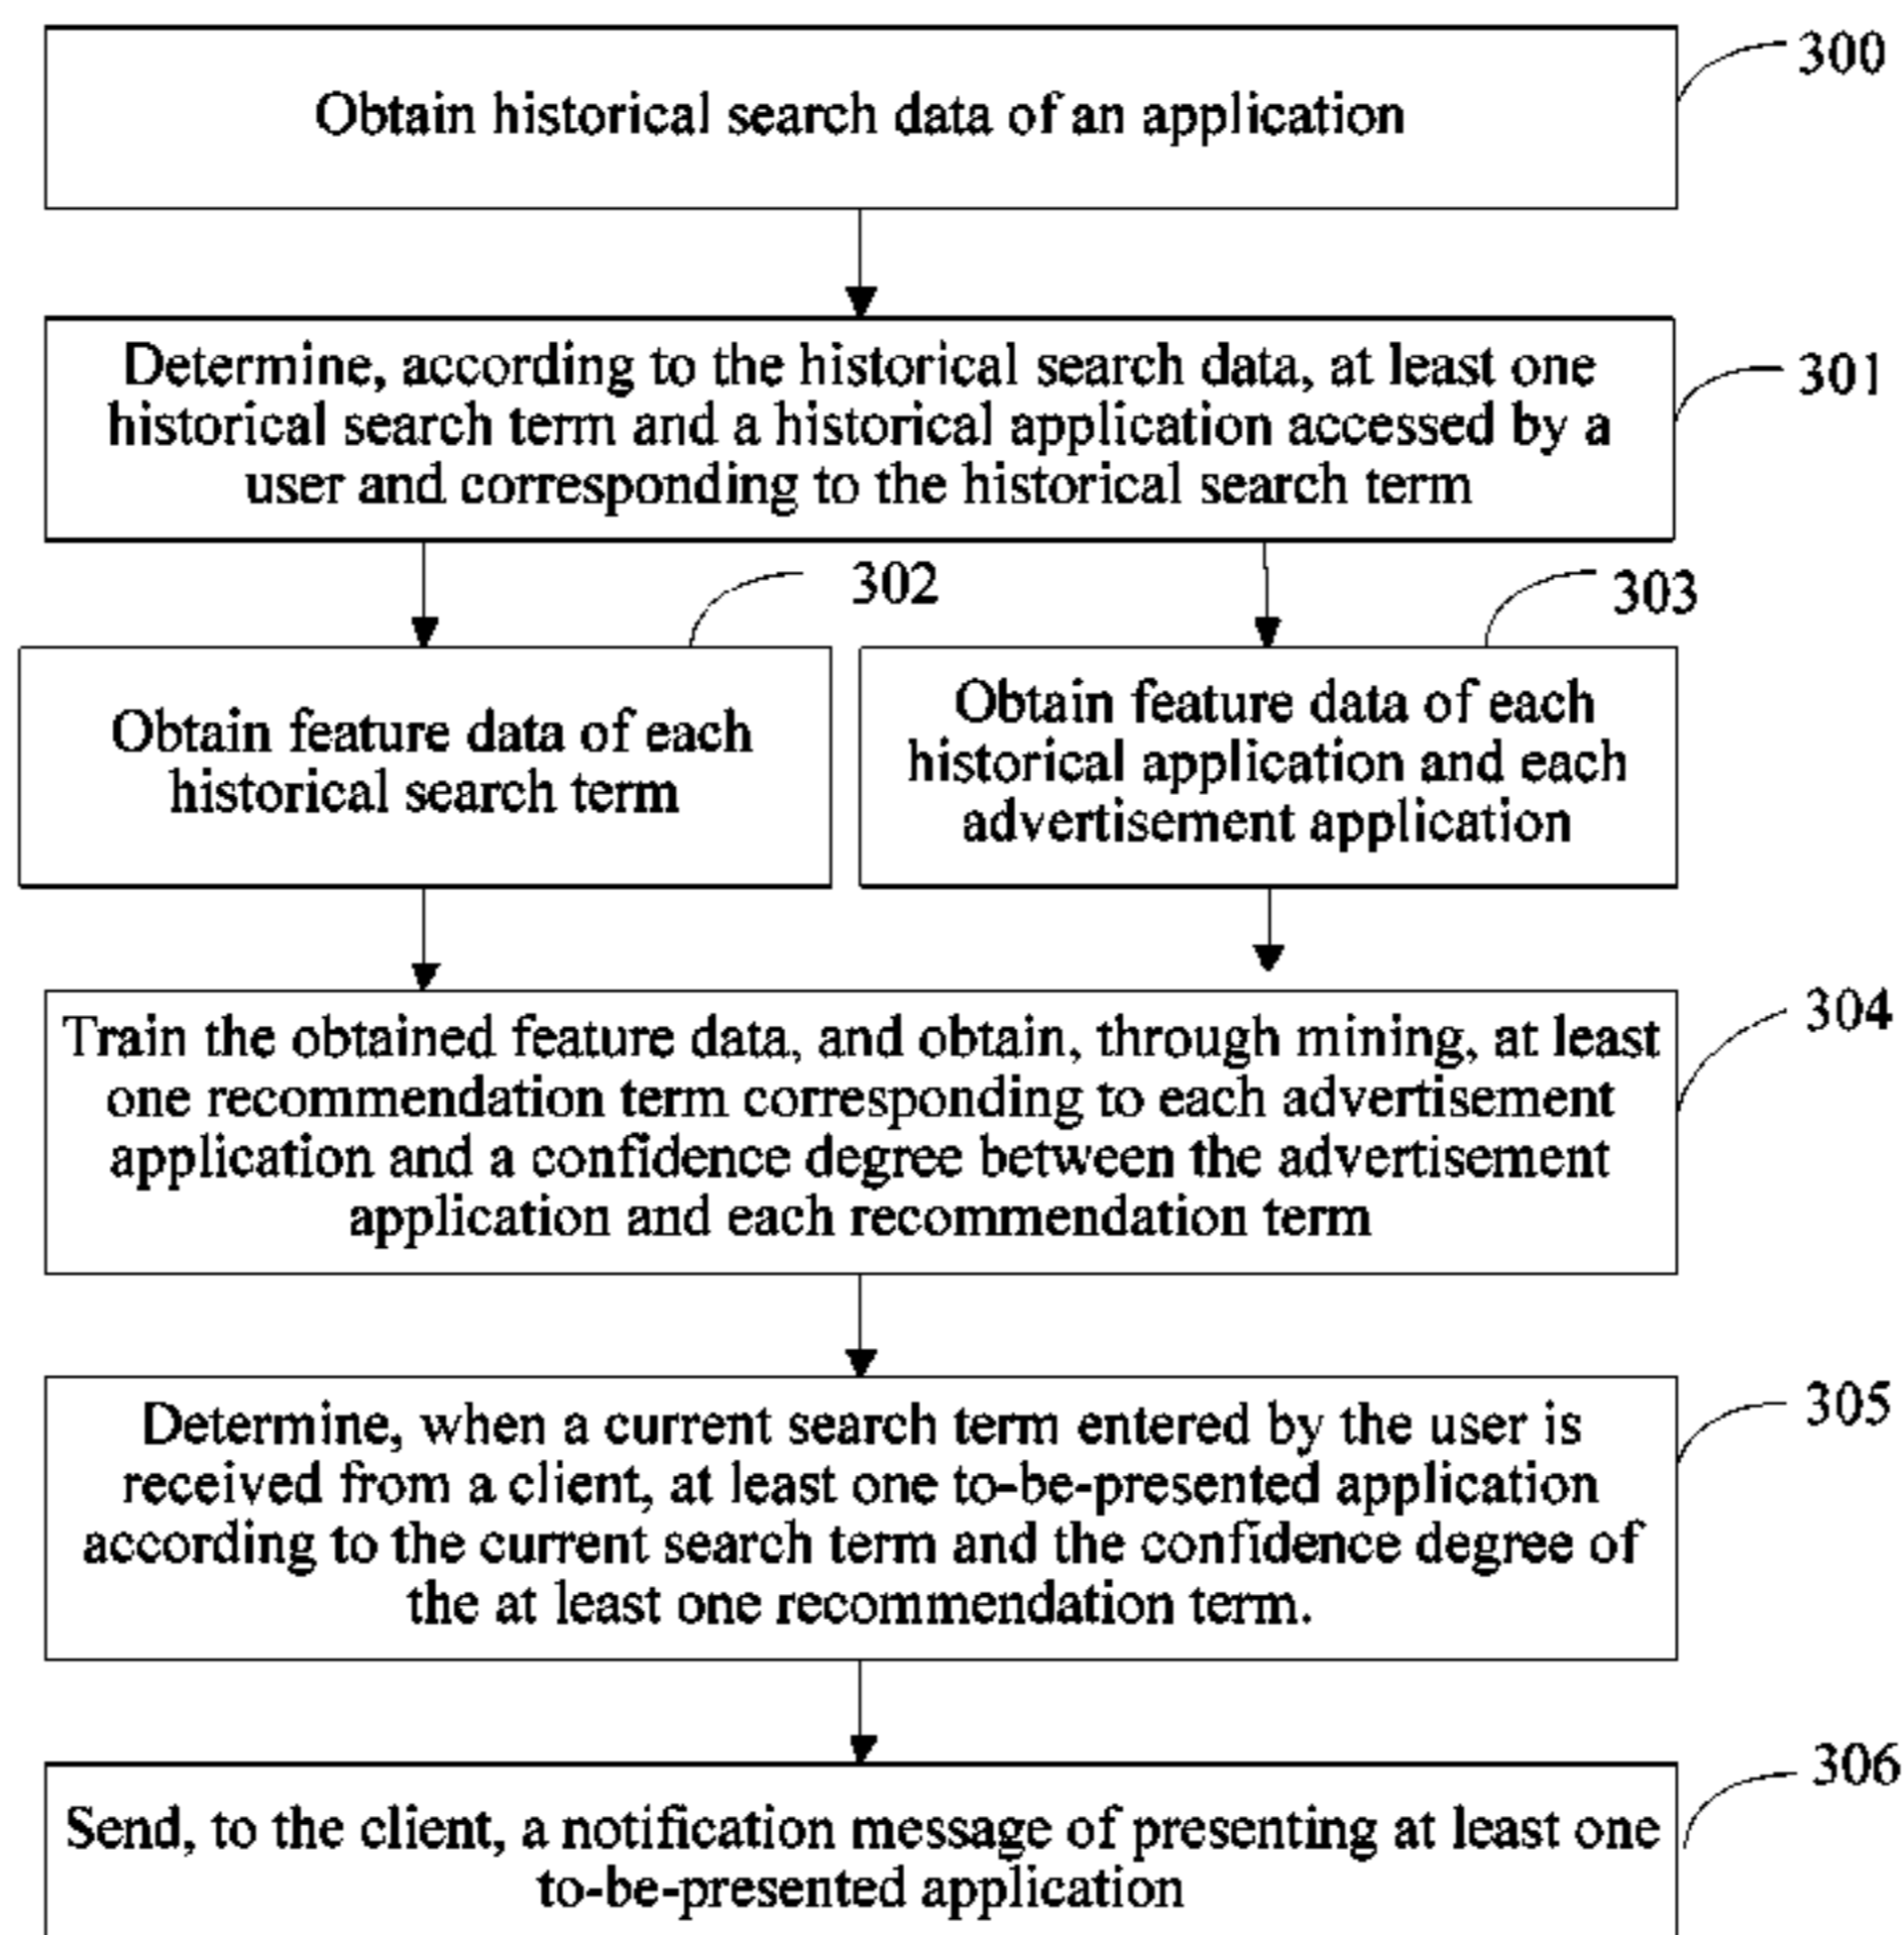 300
Obtain historical search data of an application
301
Determine, according to the historical search data, at least one
historical search term and a historical application accessed by a
user and corresponding to the historical search term
302
303
Obtain feature data of each
historical search term
Obtain feature data of each
historical application and each
advertisement application
304
Train the obtained feature data, and obtain, through mining, at least
one recommendation term corresponding to each advertisement
application and a confidence degree between the advertisement
application and each recommendation term
305
Determine, when a current search term entered by the user is
received from a client, at least one to-be-presented application
according to the current search term and the confidence degree of
the at least one recommendation term.
306
Send, to the client, a notification message of presenting at least one
to-be-presented application